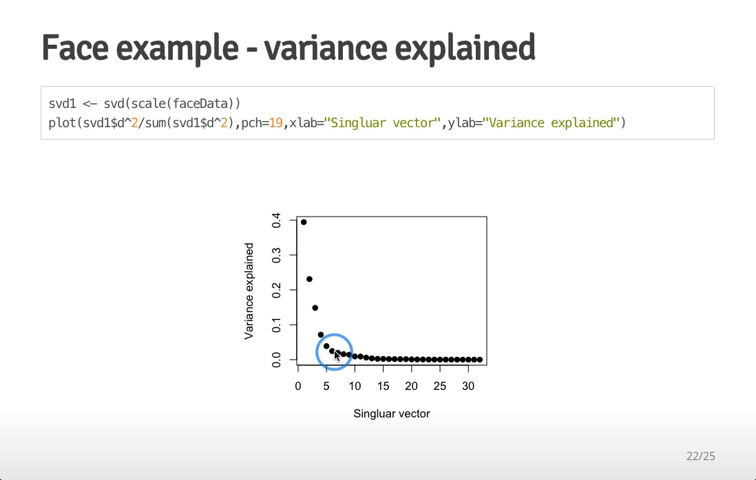 Face example - variance explained
svd1 <- svd(scale(faceData))
plot(svd1$d^2/sum(svd1$d^2),pch=19,xlab="Singluar vector",ylab="Variance explained")
Variance explained
0.4
0.3
0.2
0.1
0.0
0 5 10 15 20 25 30
Singluar vector
22/25